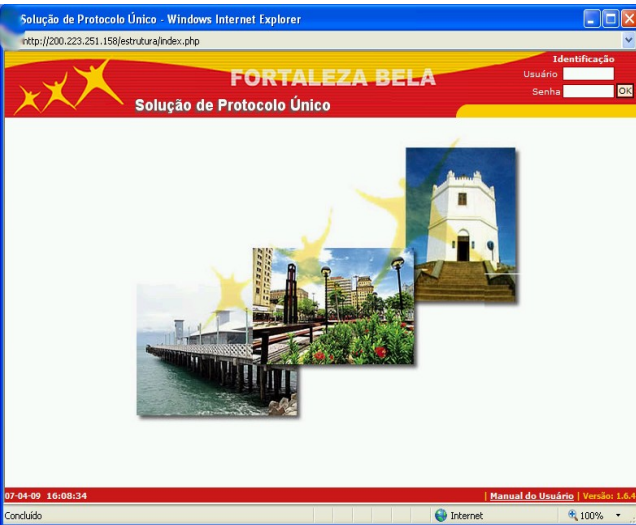 Solução de Protocolo Único - Windows Internet Explorer
http://200.223.251.158/estrutura/index.php
Identificação
FORTALEZA BELA
Usuário
Solução de Protocolo Único
Senha
OK
07-04-09 16:08:34
| Manual do Usuário | Versão: 1.6.4
Concluído
Internet
100%